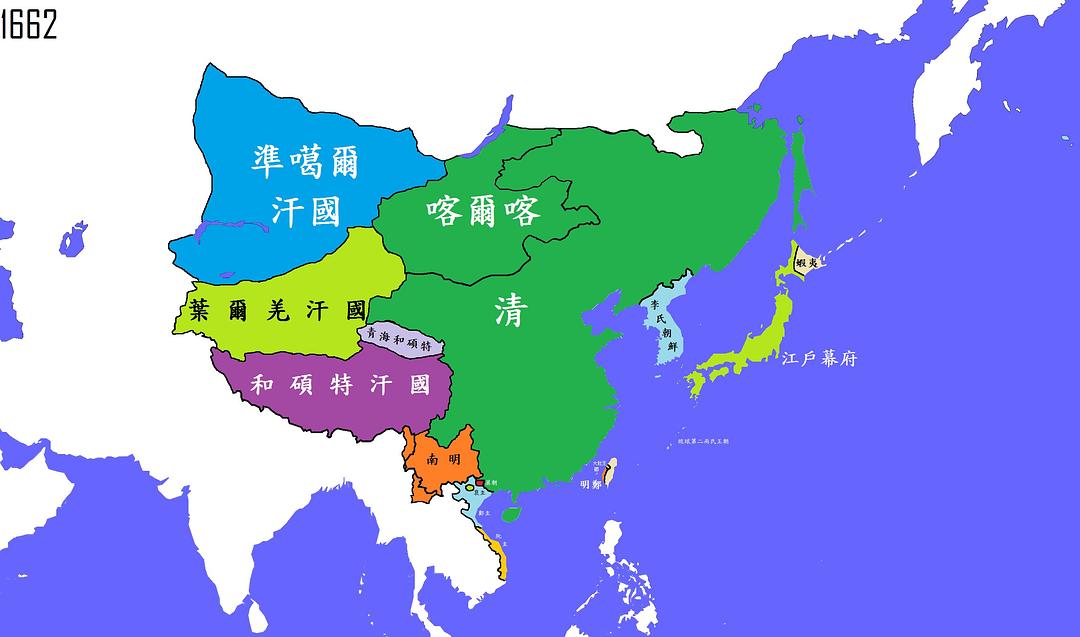 1662
準噶爾
汗國
喀爾喀
清
葉爾羌汗國
青海和碩特
和碩特汗國
南明
李氏朝鮮
蝦夷
江戶幕府
琉球第二尚氏王朝
明鄭
莫朝
鄭主
阮主